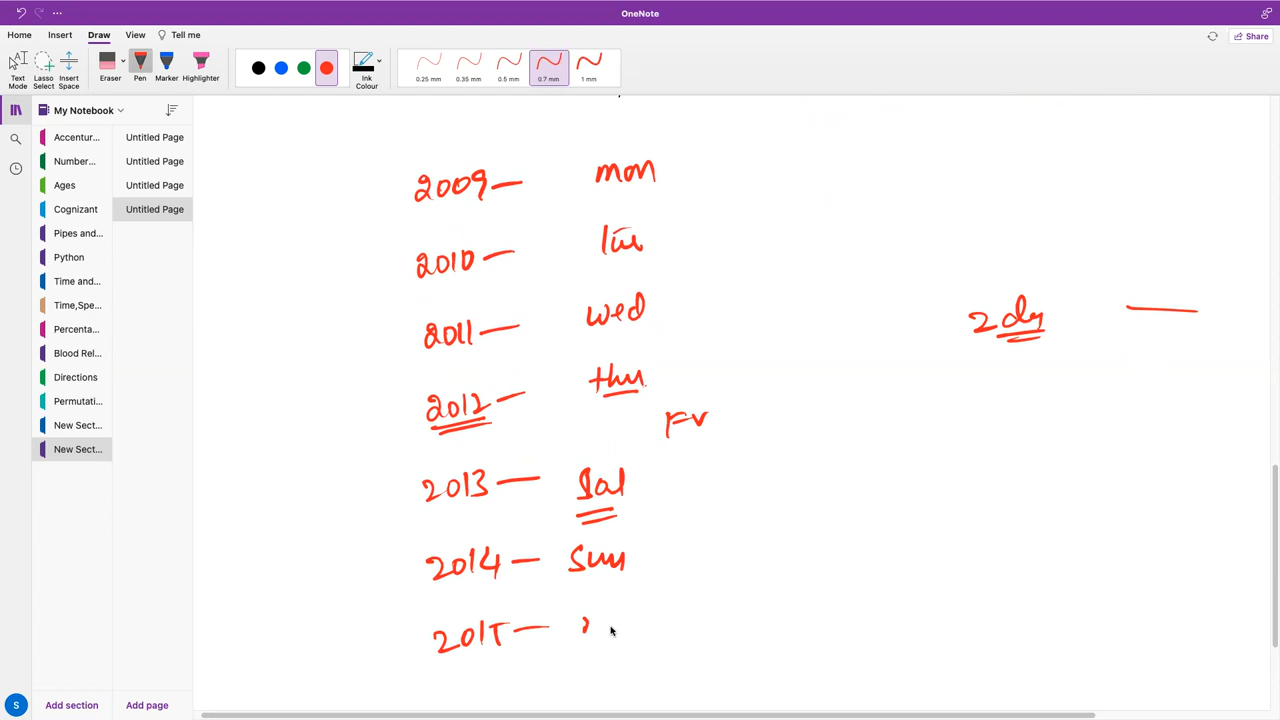 OneNote
Home Insert Draw View Tell me
Share
Text Mode
Lasso Select
Insert Space
Eraser
Pen
Marker
Highlighter
0.25 mm
0.35 mm
0.5 mm
0.7 mm
1 mm
Ink Colour
My Notebook
Accentur...
Number...
Ages
Cognizant
Pipes and...
Python
Time and...
Time,Spe...
Percenta...
Blood Rel...
Directions
Permutati...
New Sect...
New Sect...
Untitled Page
Untitled Page
Untitled Page
Untitled Page
2009 — mon
2010 — tue
2011 — wed
2 dy —
2012 — thu
Fr
2013 — Sat
2014 — Sun
2015 —
S
Add section
Add page